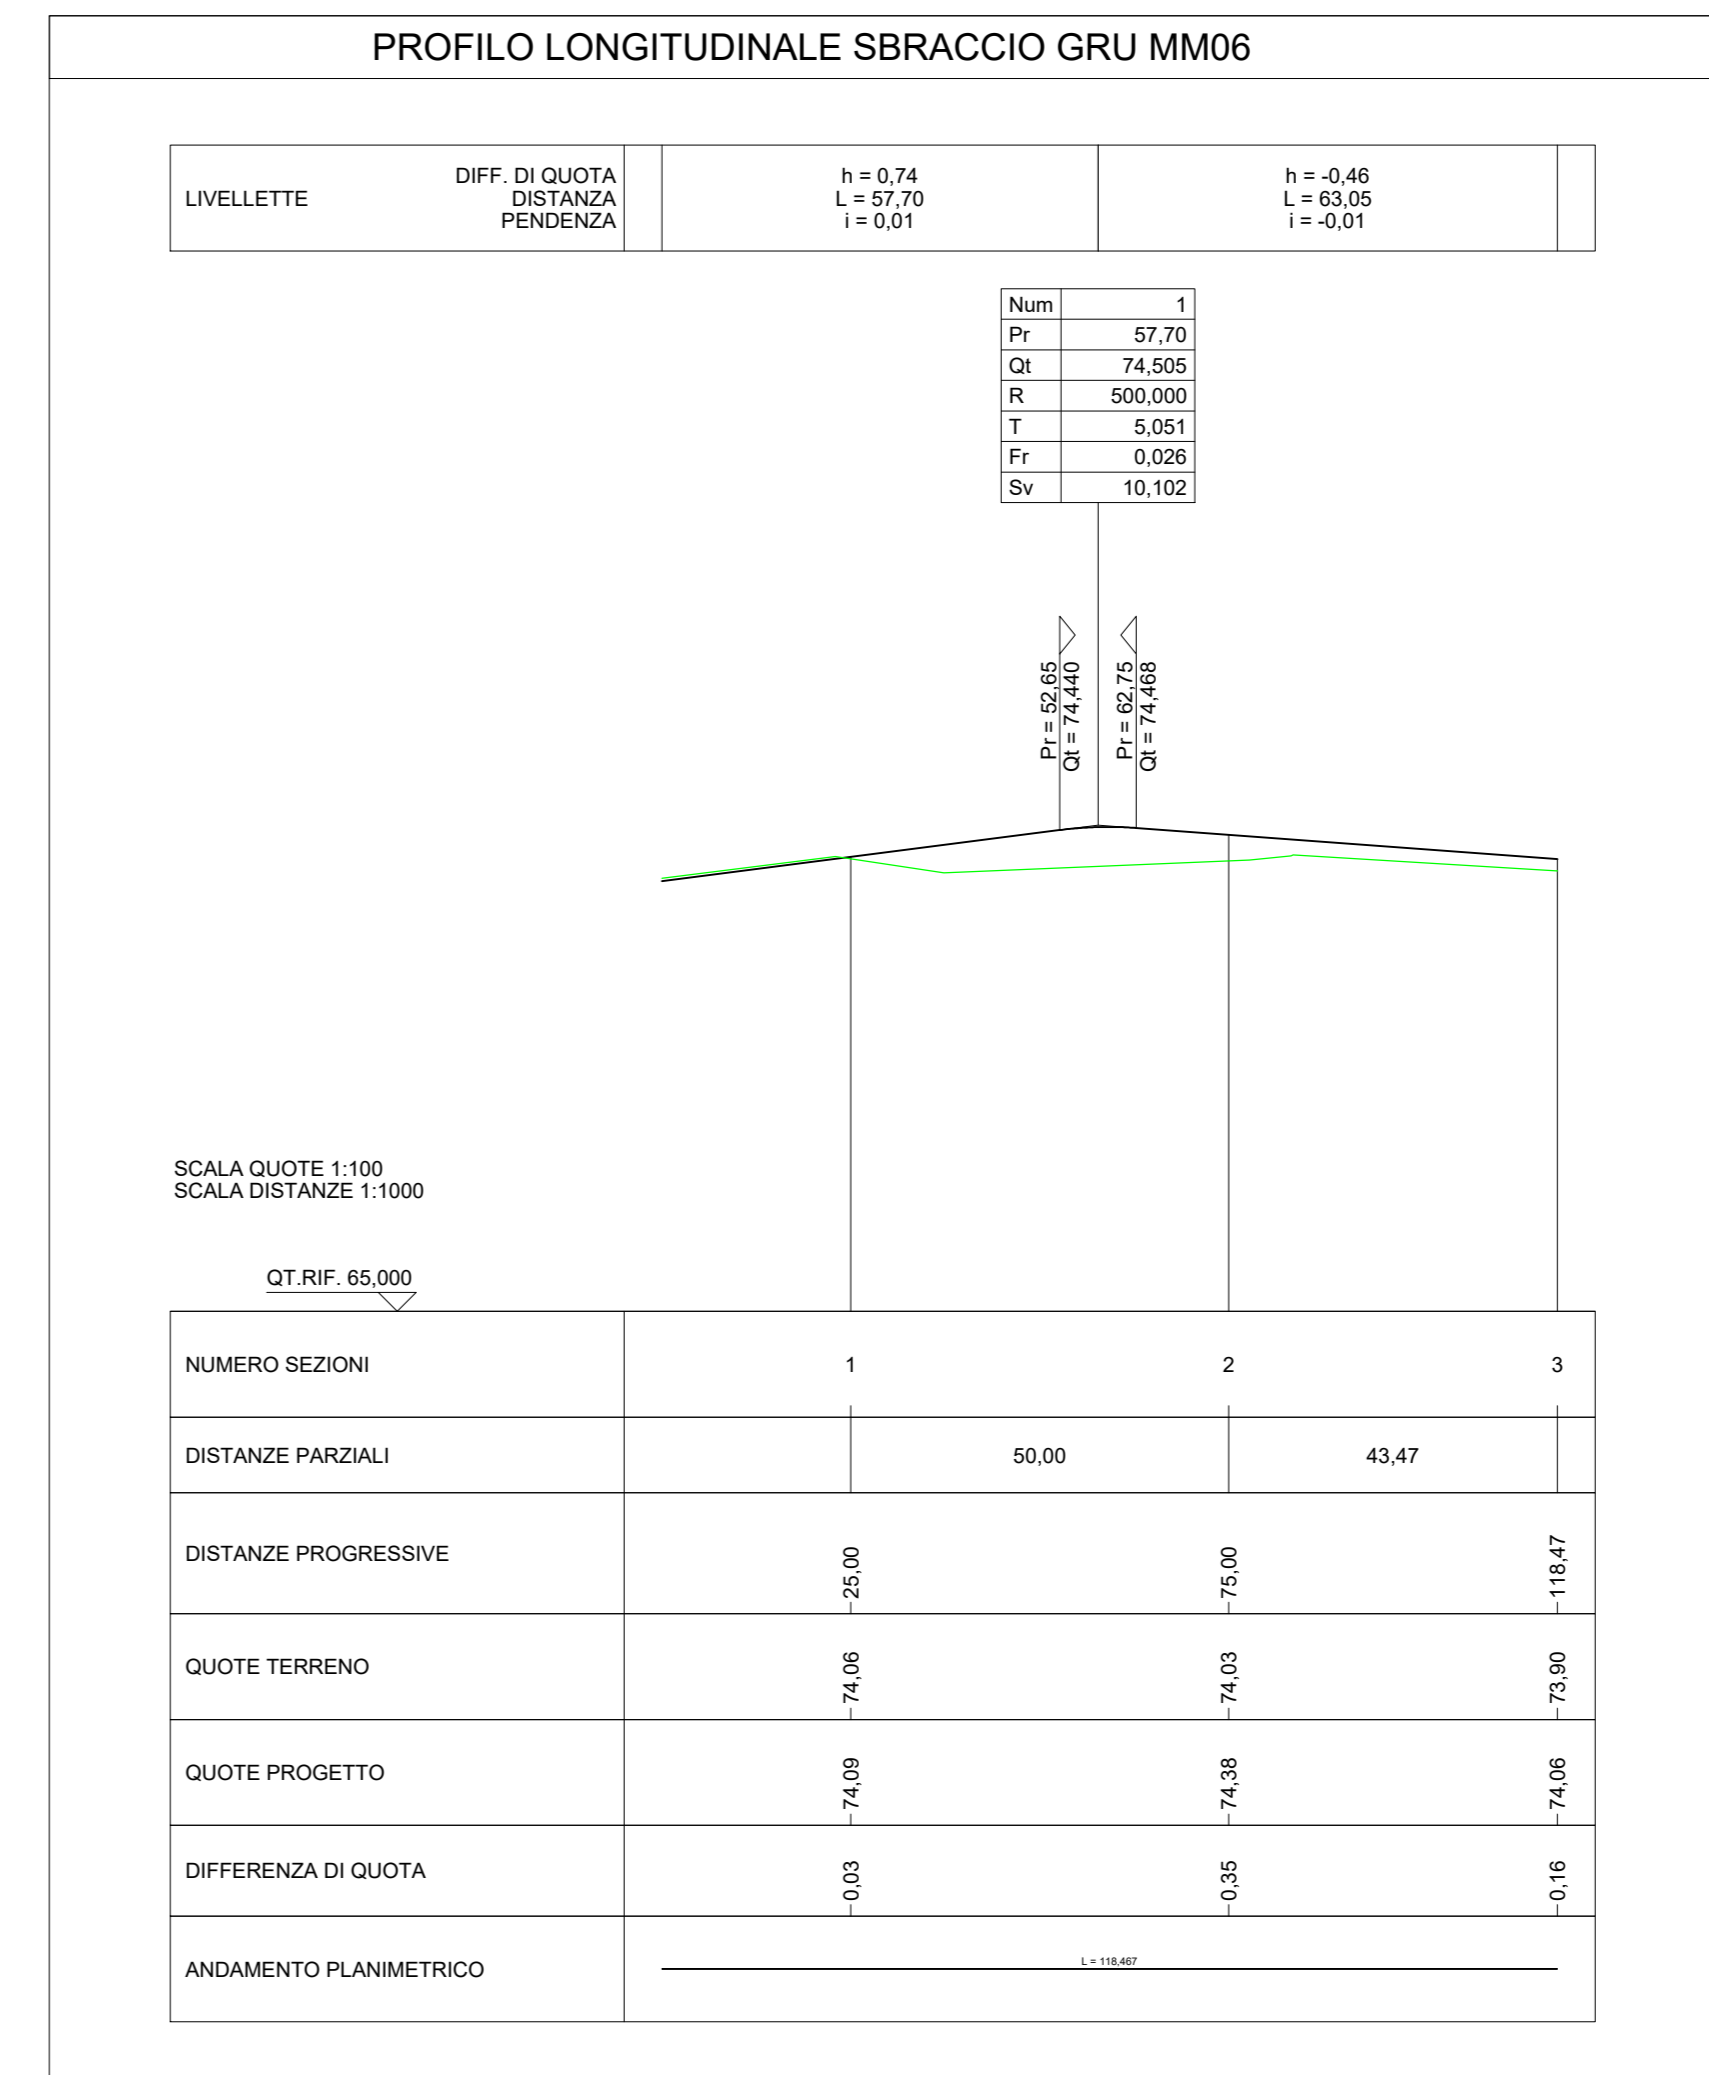 PROFILO LONGITUDINALE SBRACCIO GRU MM06
LIVELLETTE
DIFF. DI QUOTA
DISTANZA
PENDENZA
h = 0,74
L = 57,70
i = 0,01
h = -0,46
L = 63,05
i = -0,01
Num 1
Pr 57,70
Qt 74,505
R 500,000
T 5,051
Fr 0,026
Sv 10,102
Pr = 52,65
Qt = 74,440
Pr = 62,75
Qt = 74,468
SCALA QUOTE 1:100
SCALA DISTANZE 1:1000
QT.RIF. 65,000
NUMERO SEZIONI 1 2 3
DISTANZE PARZIALI 50,00 43,47
DISTANZE PROGRESSIVE 25,00 75,00 118,47
QUOTE TERRENO 74,06 74,03 73,90
QUOTE PROGETTO 74,09 74,38 74,06
DIFFERENZA DI QUOTA 0,03 0,35 0,16
ANDAMENTO PLANIMETRICO L = 118,467